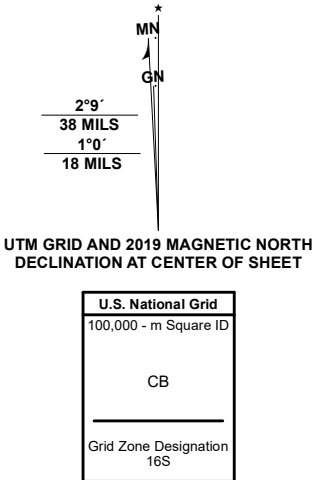 MN
GN
2°9´
38 MILS
1°0´
18 MILS
UTM GRID AND 2019 MAGNETIC NORTH
DECLINATION AT CENTER OF SHEET
U.S. National Grid
100,000 - m Square ID
CB
Grid Zone Designation
16S